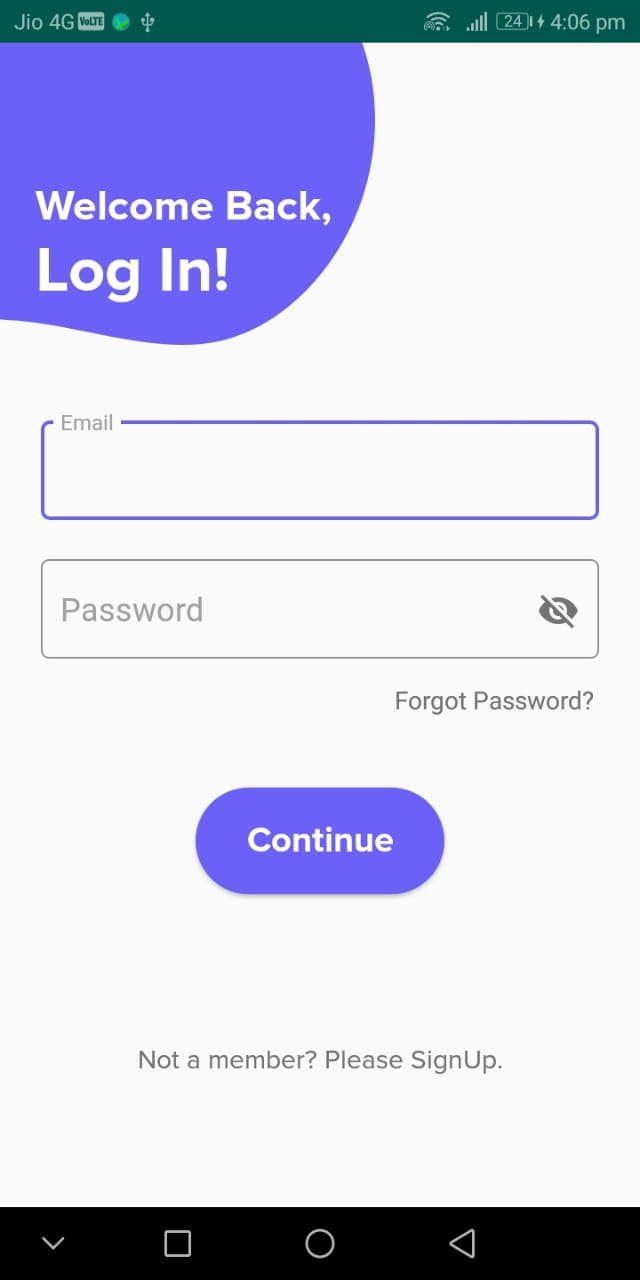 Jio 4G VoLTE 24 4:06 pm
Welcome Back,
Log In!
Email
Password
Forgot Password?
Continue
Not a member? Please SignUp.